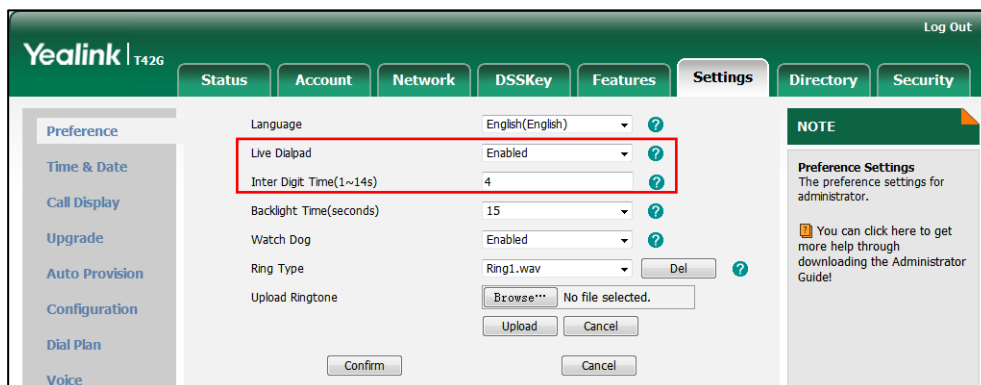 Log Out
Yealink T42G
Status Account Network DSSKey Features Settings Directory Security
Preference
Time & Date
Call Display
Upgrade
Auto Provision
Configuration
Dial Plan
Voice
Language English(English)
Live Dialpad Enabled
Inter Digit Time(1~14s) 4
Backlight Time(seconds) 15
Watch Dog Enabled
Ring Type Ring1.wav Del
Upload Ringtone Browse··· No file selected.
Upload Cancel
Confirm Cancel
NOTE
Preference Settings
The preference settings for
administrator.
You can click here to get
more help through
downloading the Administrator
Guide!